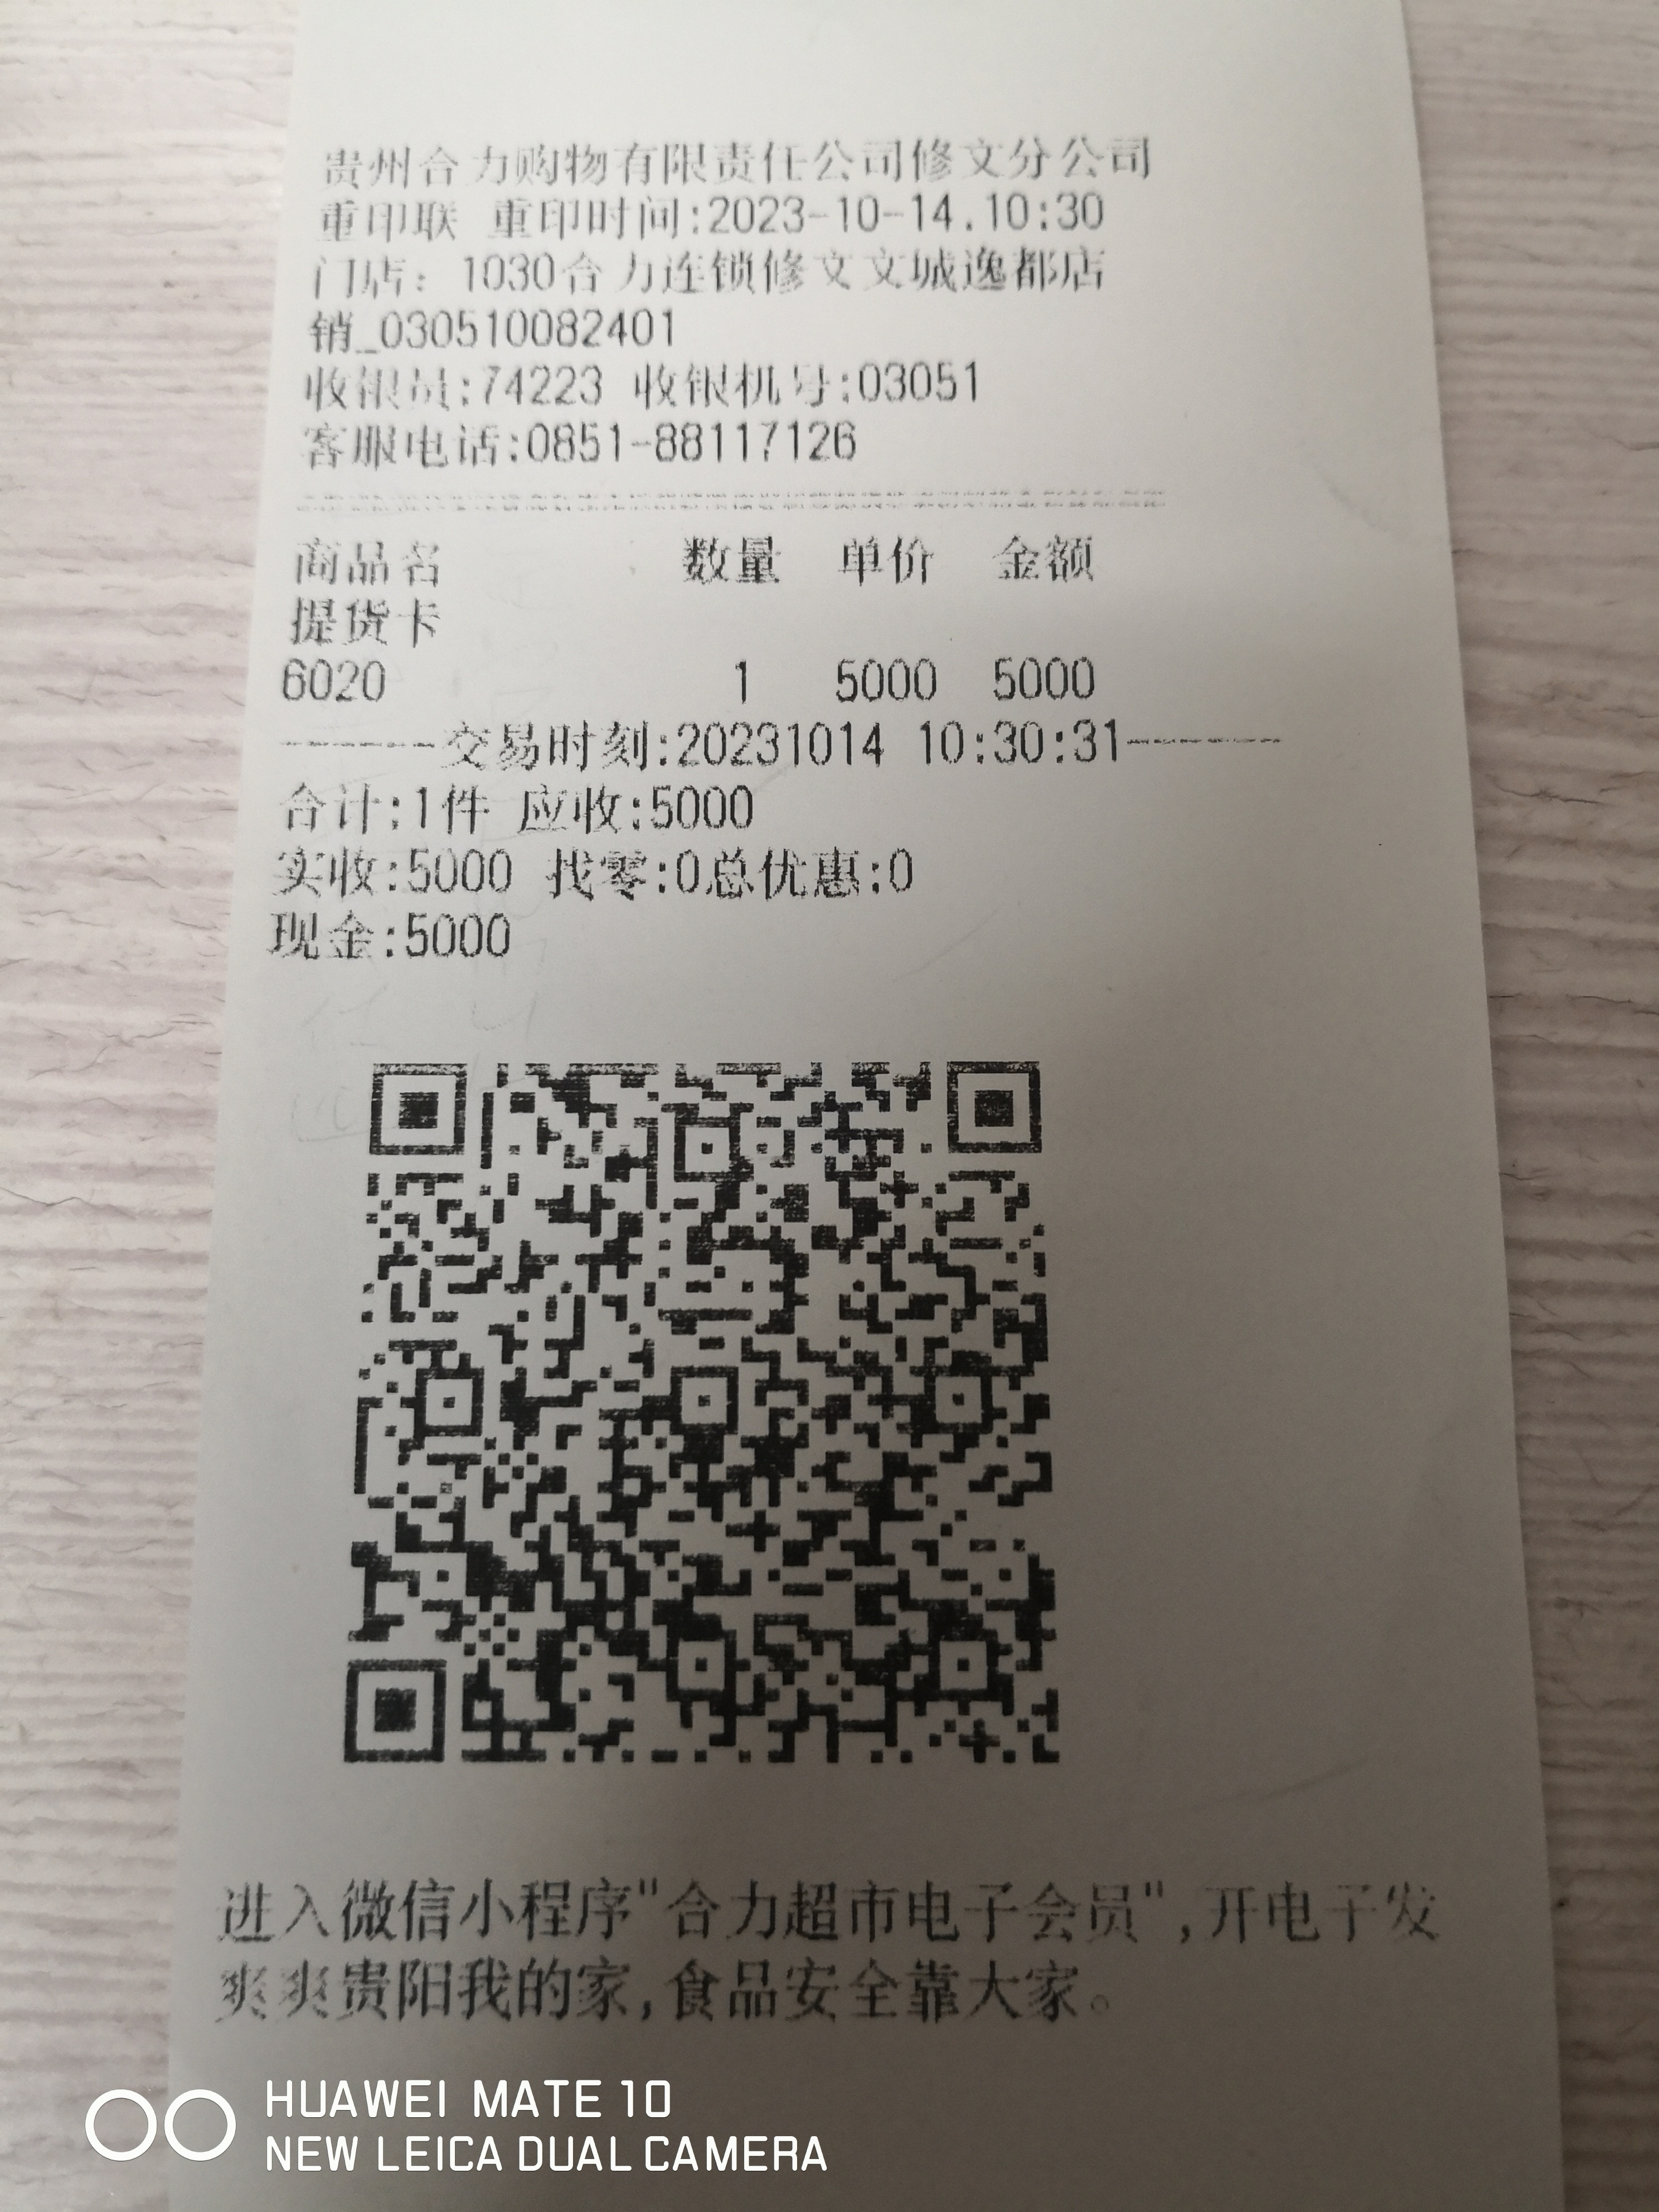 贵州合力购物有限责任公司修文分公司
重印联 重印时间:2023-10-14.10:30
门店：1030合力连锁修文文城逸都店
销_030510082401
收银员:74223 收银机号:03051
客服电话:0851-88117126
商品名 数量 单价 金额
提货卡
6020 1 5000 5000
------交易时刻:20231014 10:30:31------
合计:1件 应收:5000
实收:5000 找零:0总优惠:0
现金:5000
进入微信小程序"合力超市电子会员",开电子发
爽爽贵阳我的家,食品安全靠大家。
HUAWEI MATE 10
NEW LEICA DUAL CAMERA